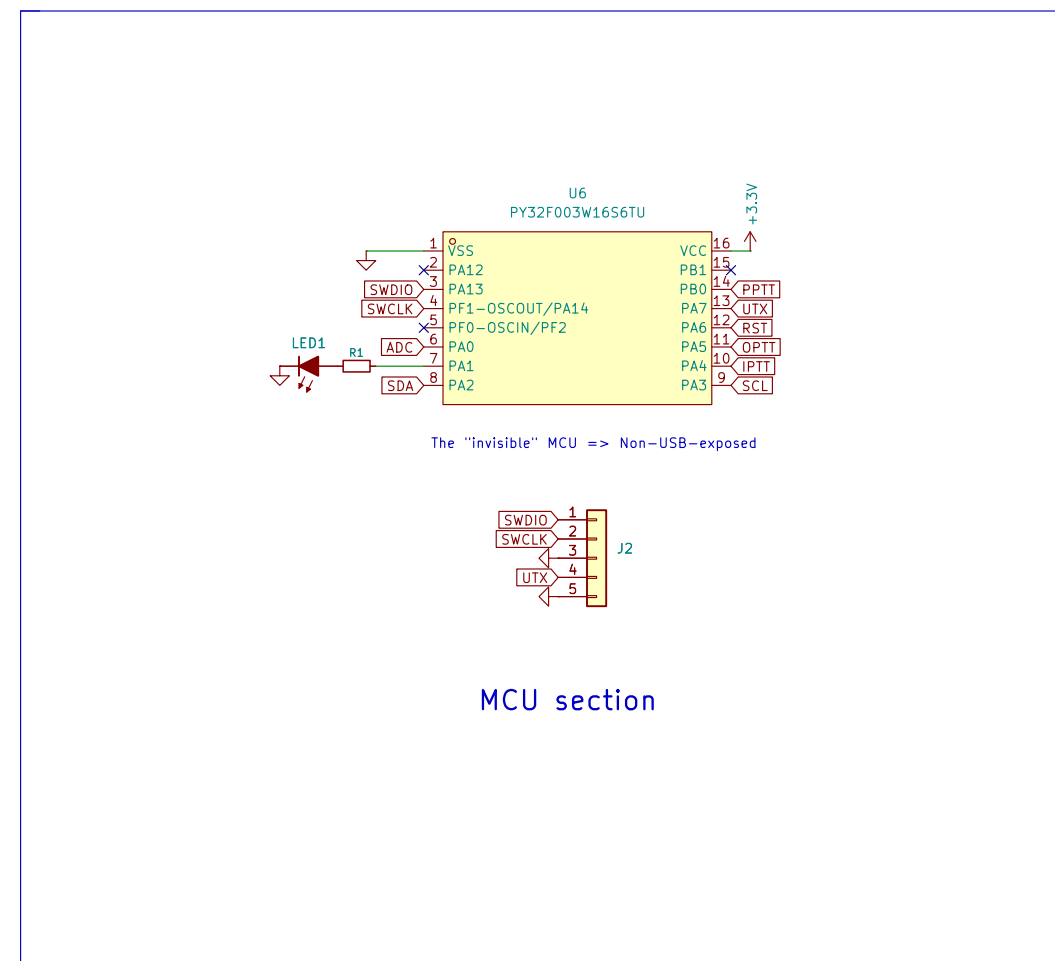 U6
PY32F003W16S6TU
+3.3V
1 VSS VCC 16
2 PA12 PB1 15
SWDIO 3 PA13 PB0 14 PPTT
SWCLK 4 PF1-OSCOUT/PA14 PA7 13 UTX
5 PF0-OSCIN/PF2 PA6 12 RST
ADC 6 PA0 PA5 11 OPTT
LED1 R1 7 PA1 PA4 10 IPTT
SDA 8 PA2 PA3 9 SCL
The "invisible" MCU => Non-USB-exposed
SWDIO 1
SWCLK 2
3 J2
UTX 4
5
MCU section